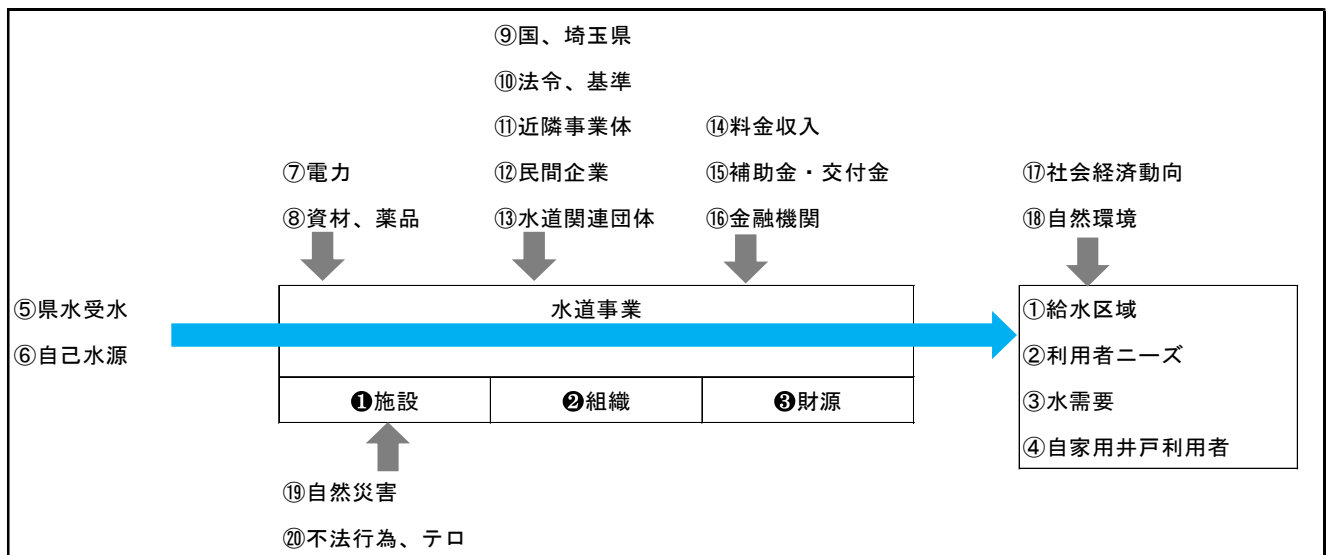 ⑨国、埼玉県
⑩法令、基準
⑪近隣事業体
⑭料金収入
⑦電力
⑫民間企業
⑮補助金・交付金
⑰社会経済動向
⑧資材、薬品
⑬水道関連団体
⑯金融機関
⑱自然環境
⑤県水受水
水道事業
①給水区域
⑥自己水源
②利用者ニーズ
❶施設
❷組織
❸財源
③水需要
④自家用井戸利用者
⑲自然災害
⑳不法行為、テロ